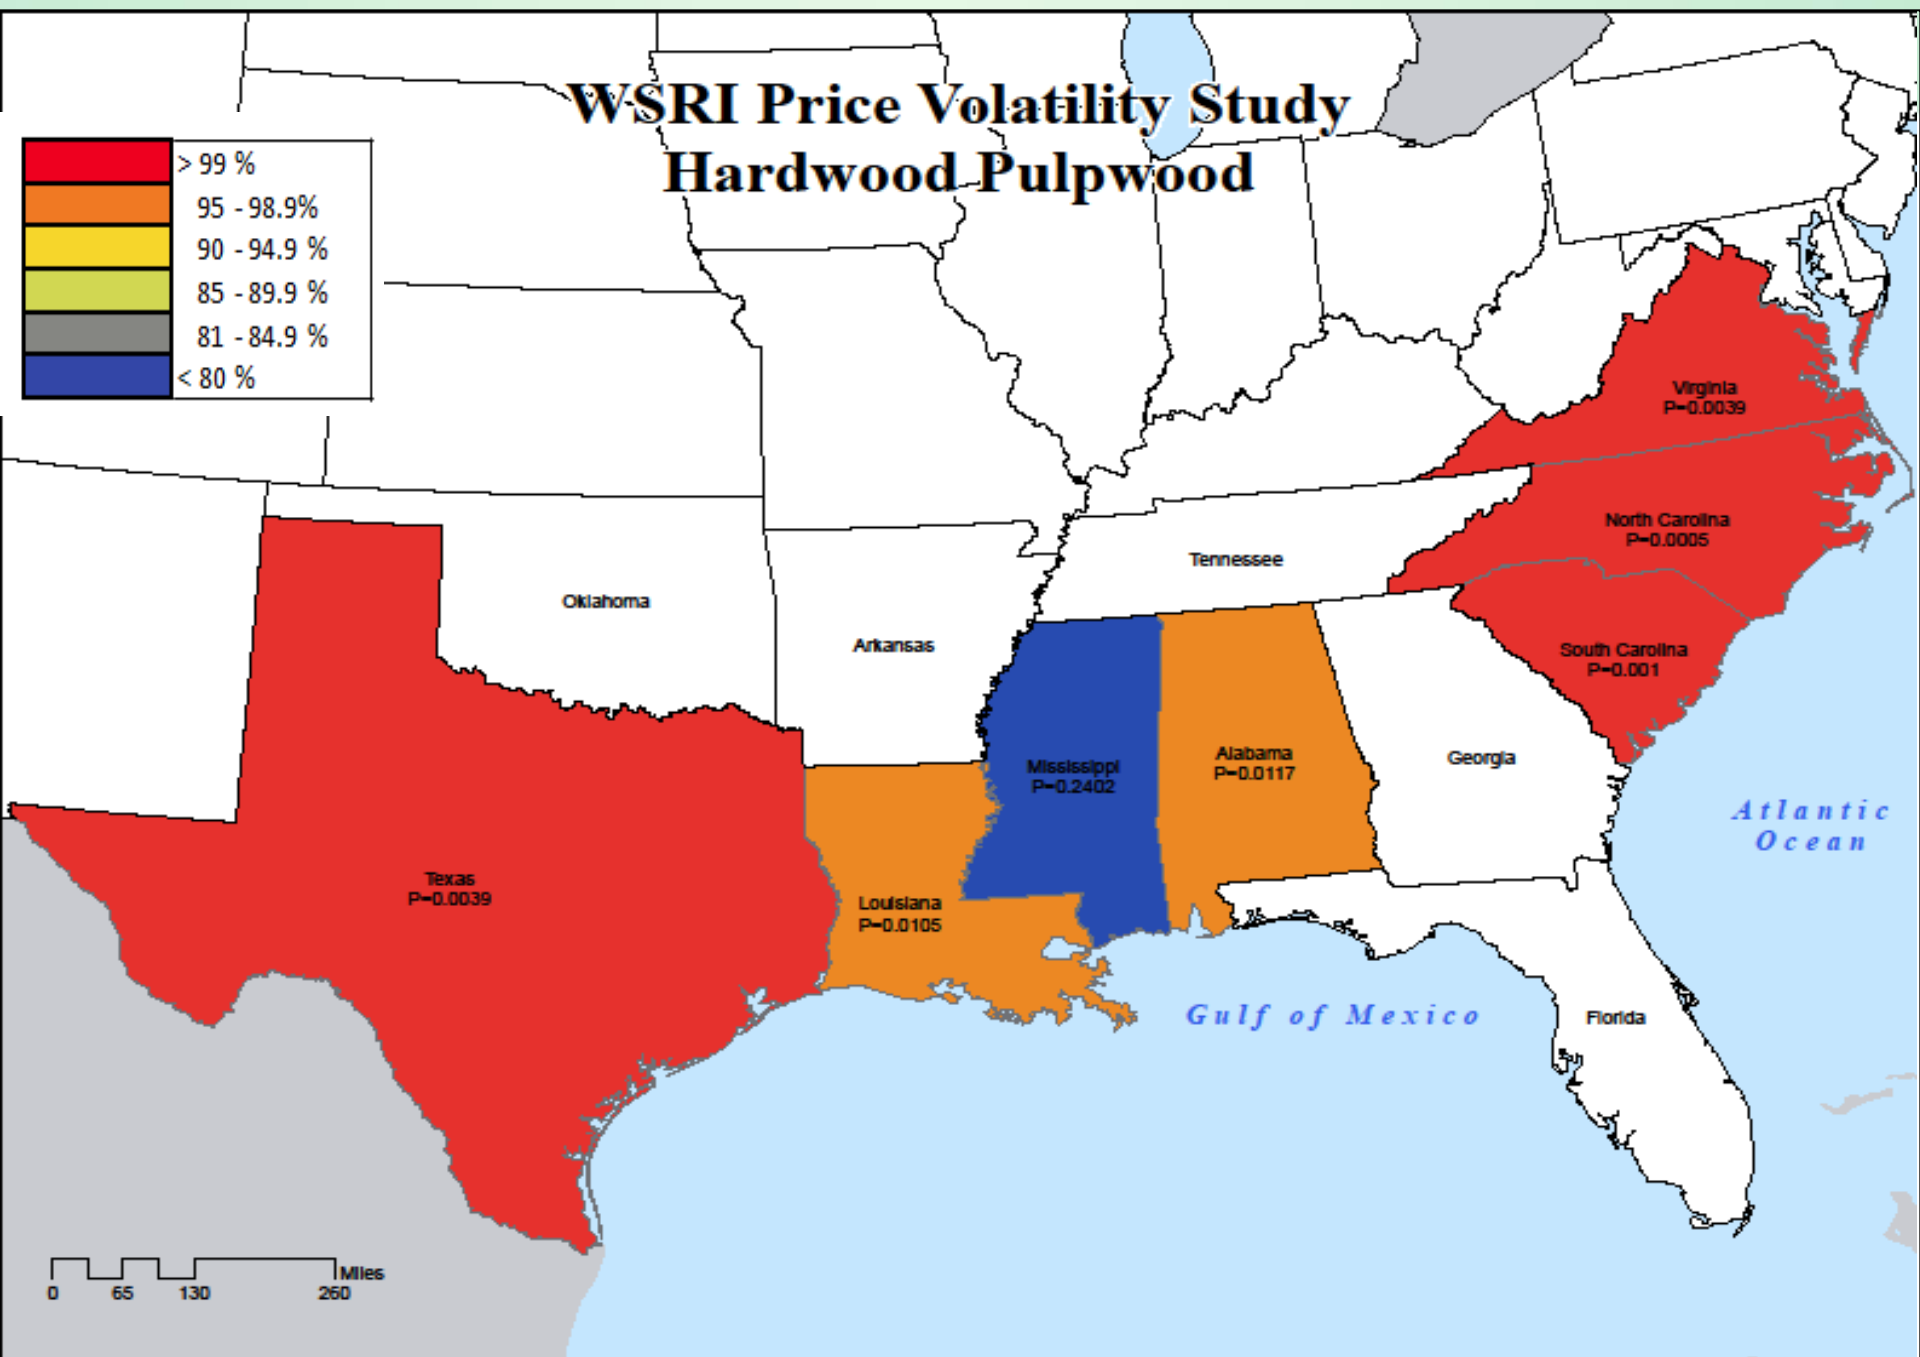 WSRI Price Volatility Study
Hardwood Pulpwood
> 99 %
95 - 98.9%
90 - 94.9 %
85 - 89.9 %
81 - 84.9 %
< 80 %
Virginia
P=0.0039
North Carolina
P=0.0005
Tennessee
Oklahoma
Arkansas
South Carolina
P=0.001
Mississippi
P=0.2402
Alabama
P=0.0117
Georgia
Atlantic
Ocean
Texas
P=0.0039
Louisiana
P=0.0105
Gulf of Mexico
Florida
Miles
0 65 130 260